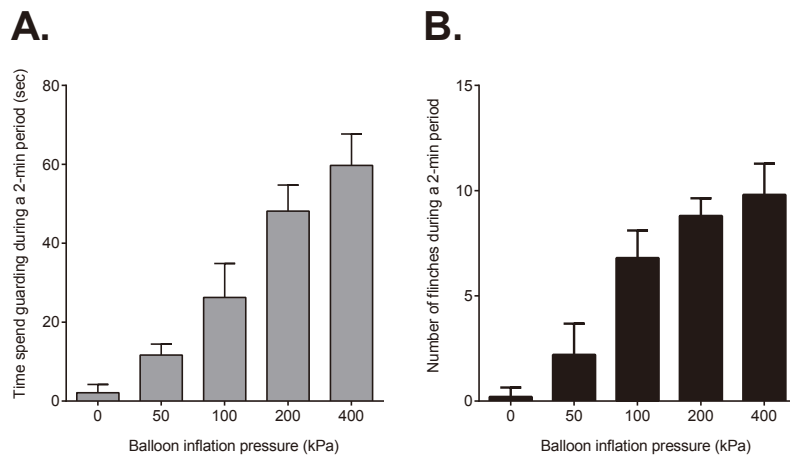 A.
Time spend guarding during a 2-min period (sec)
80
60
40
20
0
0 50 100 200 400
Balloon inflation pressure (kPa)
B.
Number of flinches during a 2-min period
15
10
5
0
0 50 100 200 400
Balloon inflation pressure (kPa)